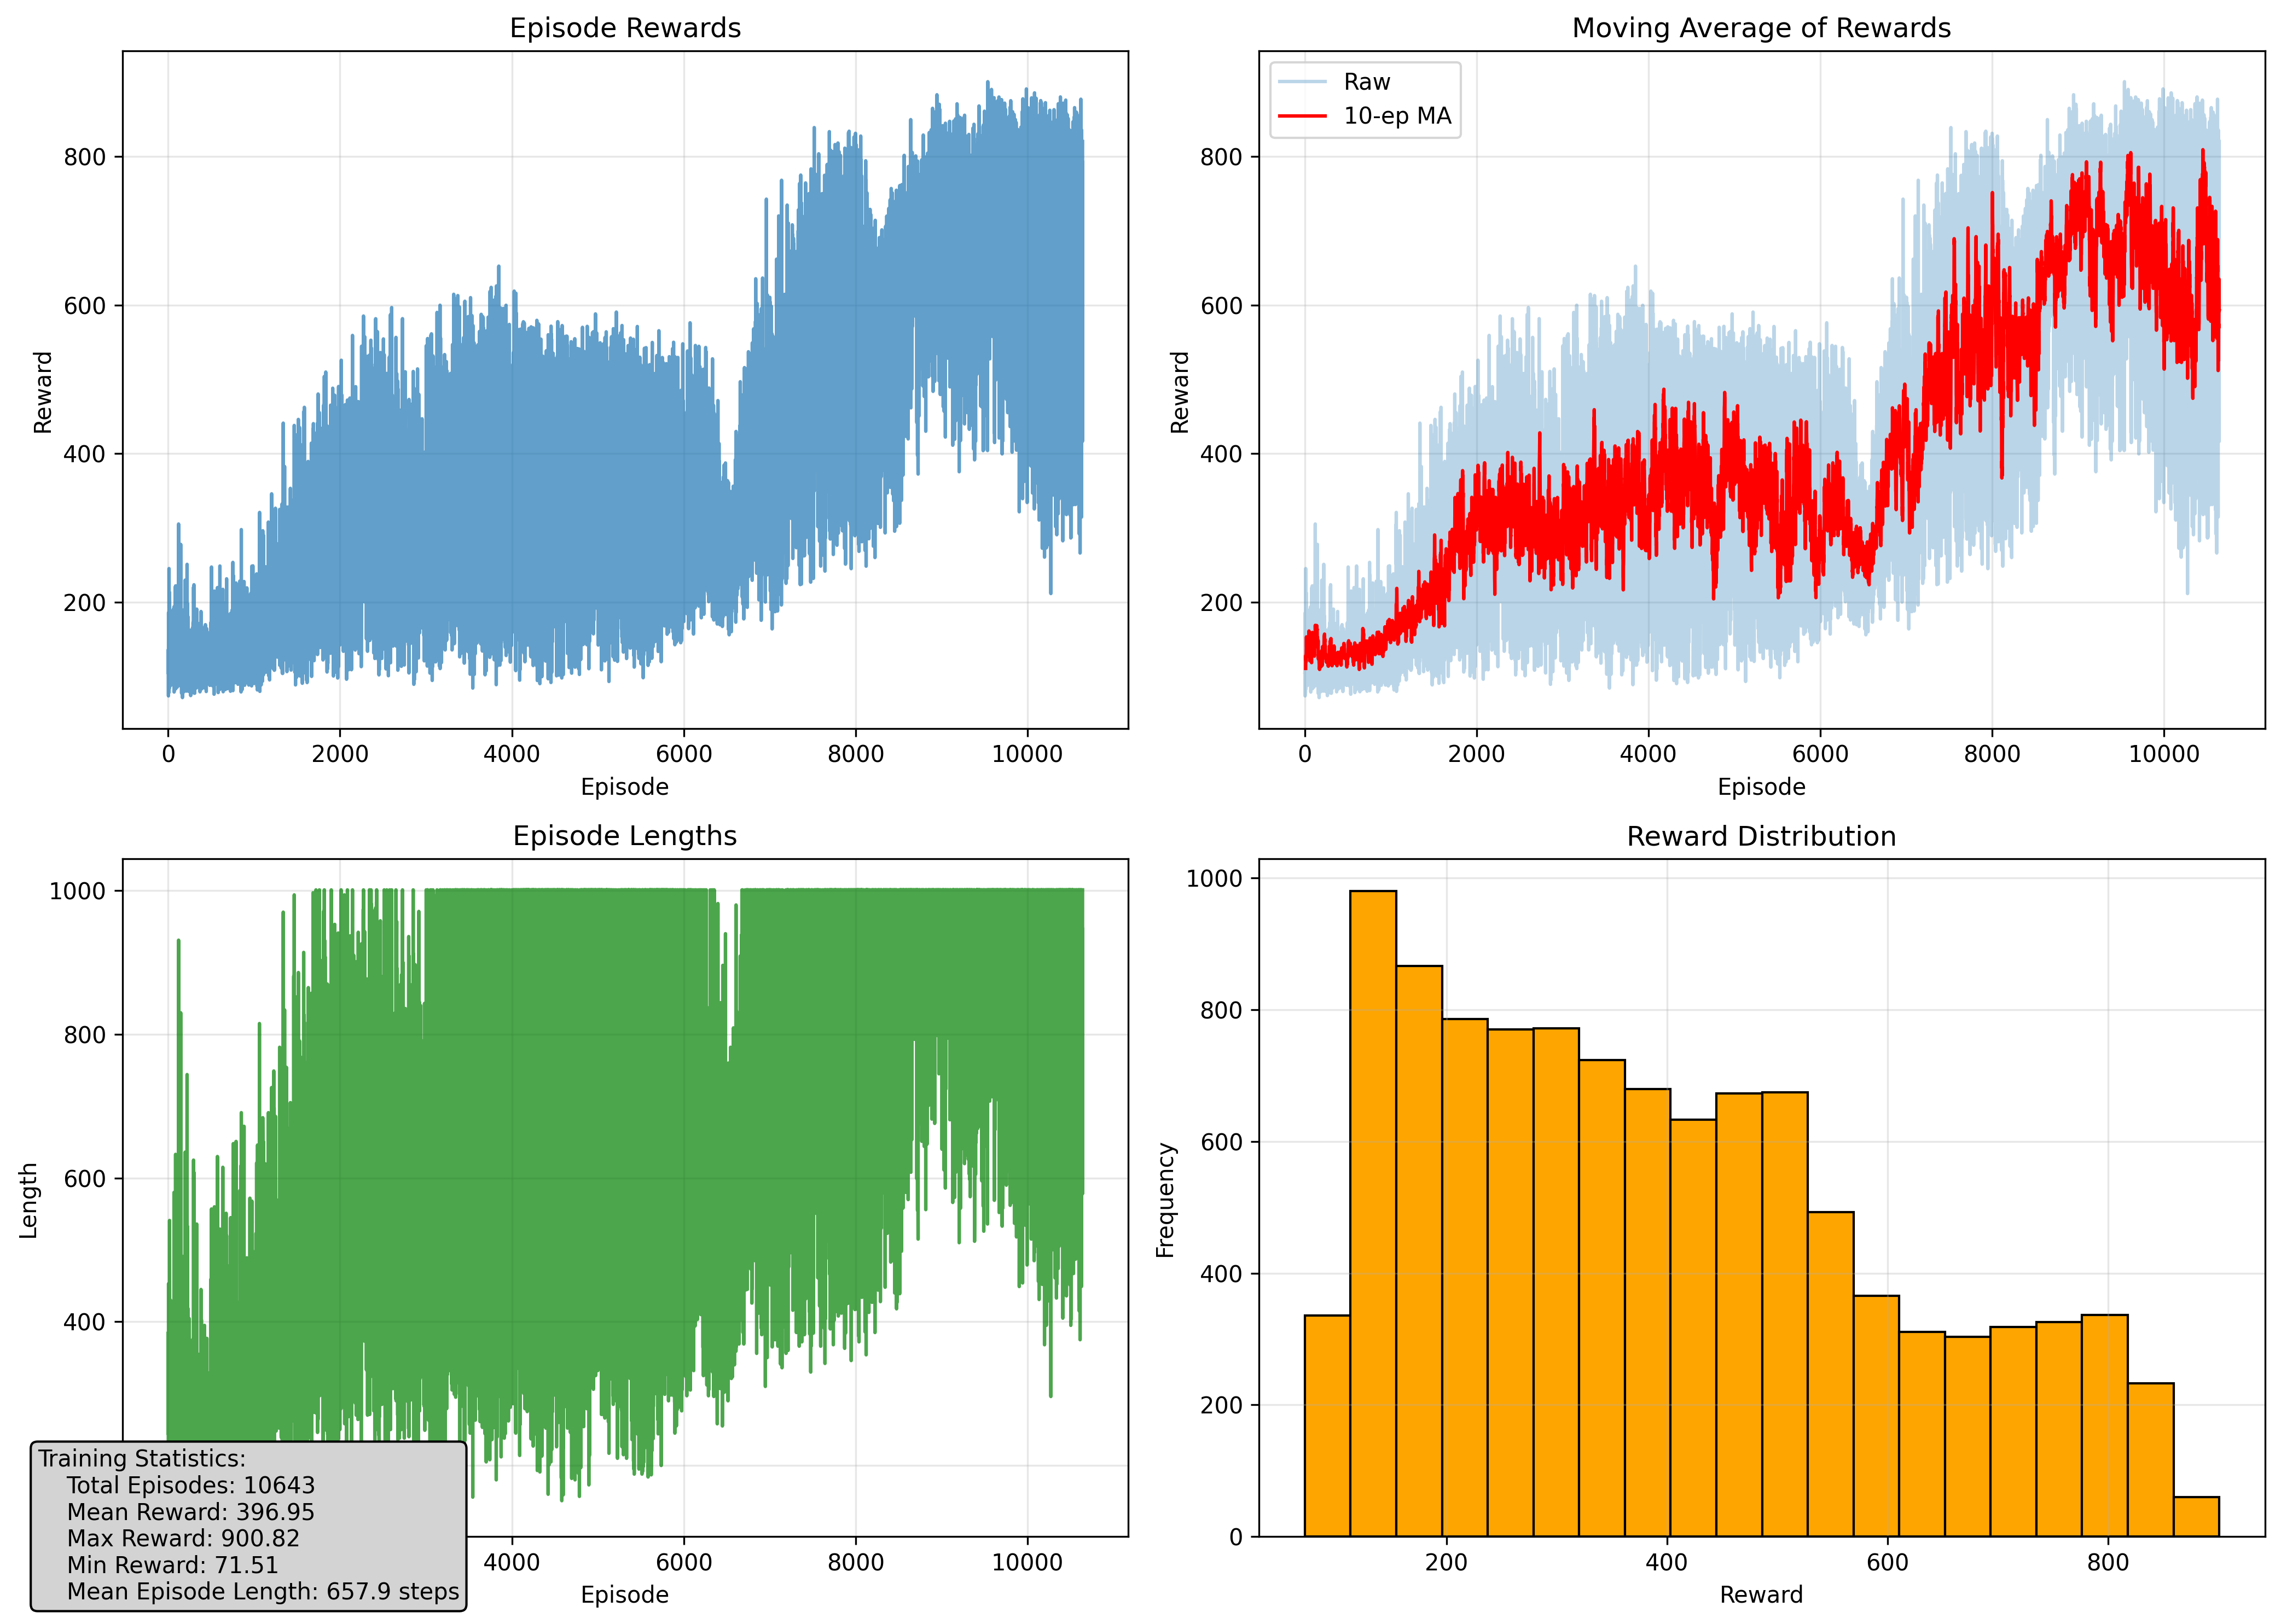 Episode Rewards
800
600
400
200
Reward
0 2000 4000 6000 8000 10000
Episode
Moving Average of Rewards
Raw
10-ep MA
800
600
400
200
Reward
0 2000 4000 6000 8000 10000
Episode
Episode Lengths
1000
800
600
400
Length
4000 6000 8000 10000
Episode
Training Statistics:
Total Episodes: 10643
Mean Reward: 396.95
Max Reward: 900.82
Min Reward: 71.51
Mean Episode Length: 657.9 steps
Reward Distribution
1000
800
600
400
200
0
Frequency
200 400 600 800
Reward